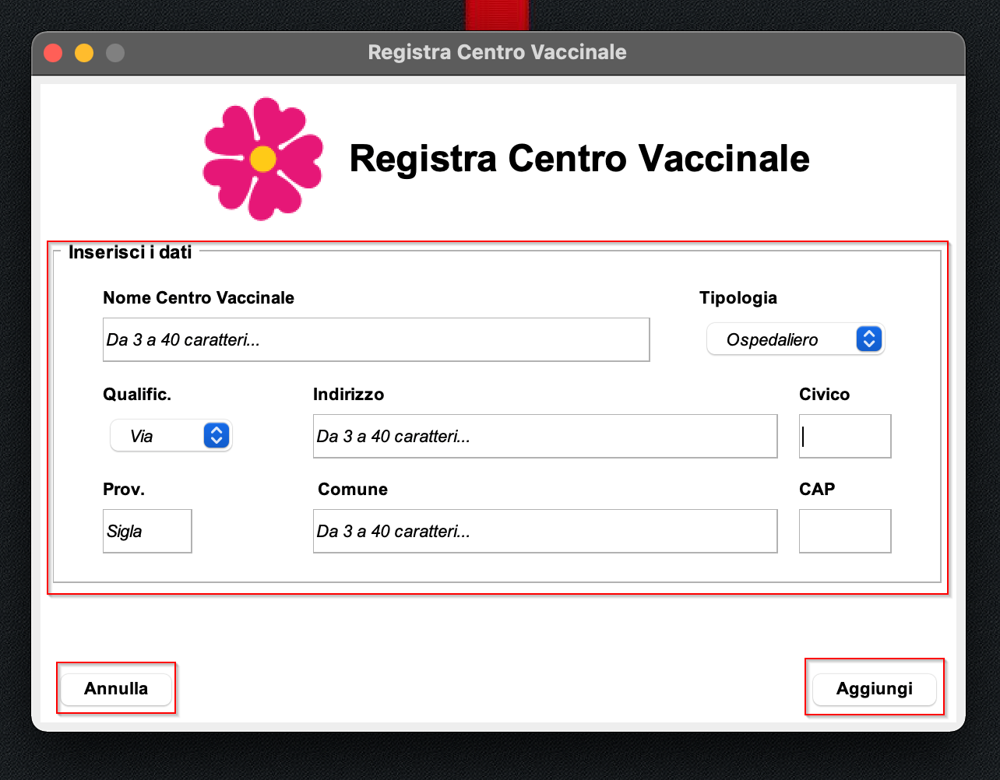 Registra Centro Vaccinale
Registra Centro Vaccinale
Inserisci i dati
Nome Centro Vaccinale
Tipologia
Da 3 a 40 caratteri...
Ospedaliero
Qualific.
Indirizzo
Civico
Via
Da 3 a 40 caratteri...
Prov.
Comune
CAP
Sigla
Da 3 a 40 caratteri...
Annulla
Aggiungi